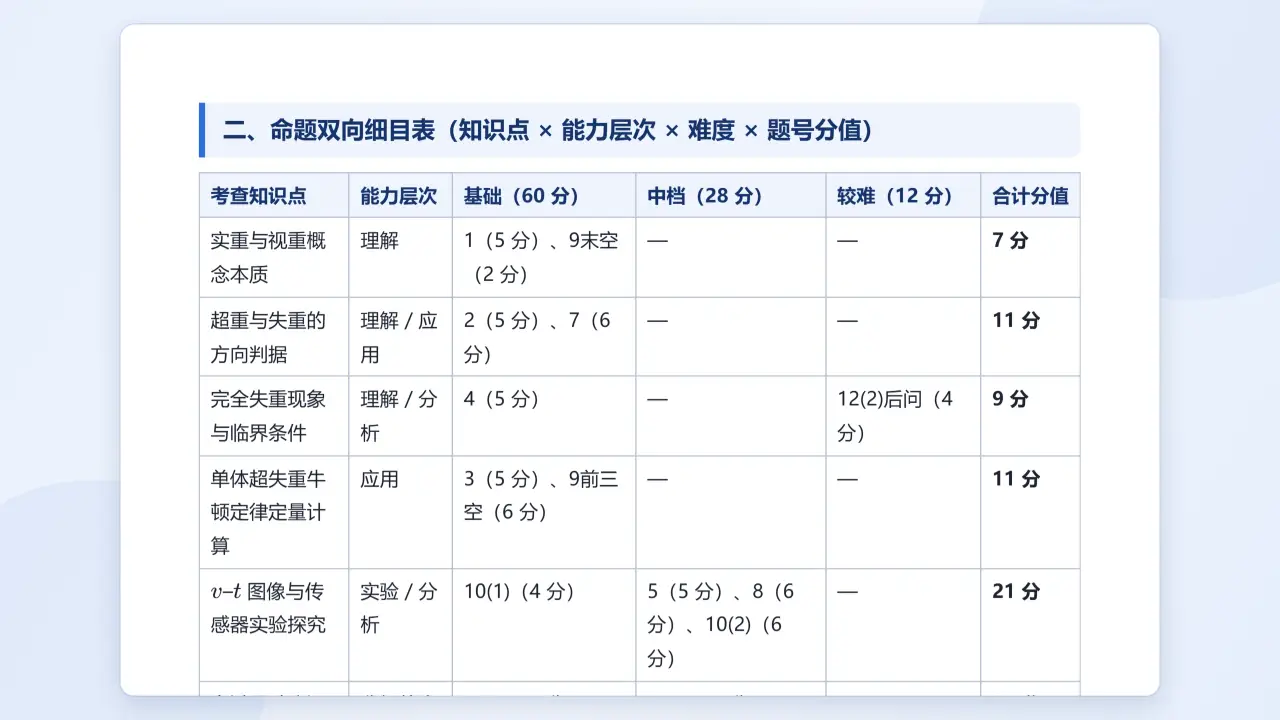 二、命题双向细目表（知识点 × 能力层次 × 难度 × 题号分值）
考查知识点 能力层次 基础（60 分） 中档（28 分） 较难（12 分） 合计分值
实重与视重概 理解 1（5 分）、9末空 — — 7 分
念本质 （2 分）
超重与失重的 理解 / 应 2（5 分）、7（6 — — 11 分
方向判据 用 分）
完全失重现象 理解 / 分 4（5 分） — 12(2)后问（4 9 分
与临界条件 析 分）
单体超失重牛 应用 3（5 分）、9前三 — — 11 分
顿定律定量计 空（6 分）
算
v–t 图像与传 实验 / 分 10(1)（4 分） 5（5 分）、8（6 — 21 分
感器实验探究 析 分）、10(2)（6
分）